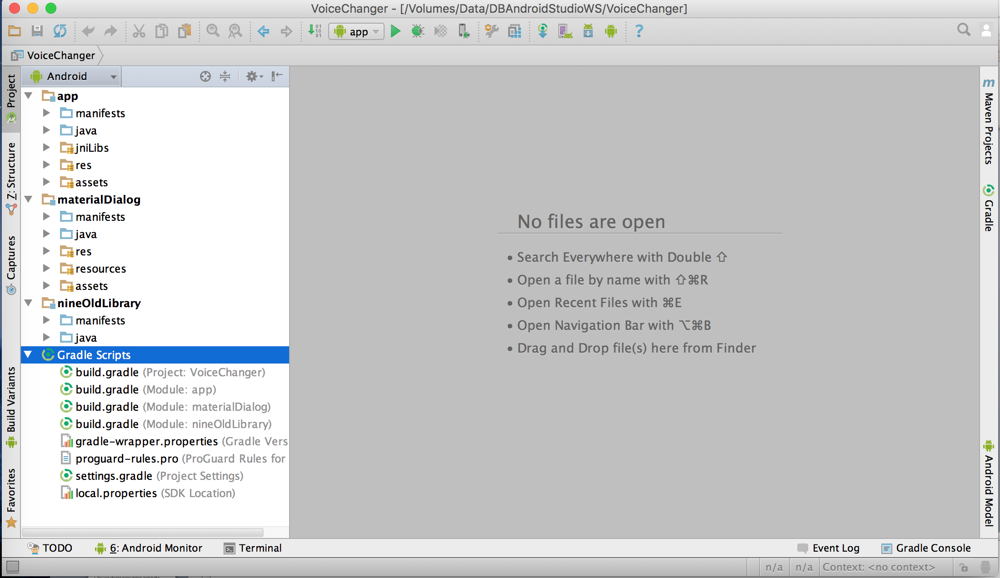 VoiceChanger - [/Volumes/Data/DBAndroidStudioWS/VoiceChanger]
app
?
VoiceChanger
Project
Z: Structure
Captures
Build Variants
Favorites
Android
app
manifests
java
jniLibs
res
assets
materialDialog
manifests
java
res
resources
assets
nineOldLibrary
manifests
java
Gradle Scripts
build.gradle (Project: VoiceChanger)
build.gradle (Module: app)
build.gradle (Module: materialDialog)
build.gradle (Module: nineOldLibrary)
gradle-wrapper.properties (Gradle Vers
proguard-rules.pro (ProGuard Rules for
settings.gradle (Project Settings)
local.properties (SDK Location)
No files are open
• Search Everywhere with Double ⇧
• Open a file by name with ⇧⌘R
• Open Recent Files with ⌘E
• Open Navigation Bar with ⌥⌘B
• Drag and Drop file(s) here from Finder
m
Maven Projects
Gradle
Android Model
TODO
6: Android Monitor
Terminal
Event Log
Gradle Console
n/a
n/a
Context: <no context>